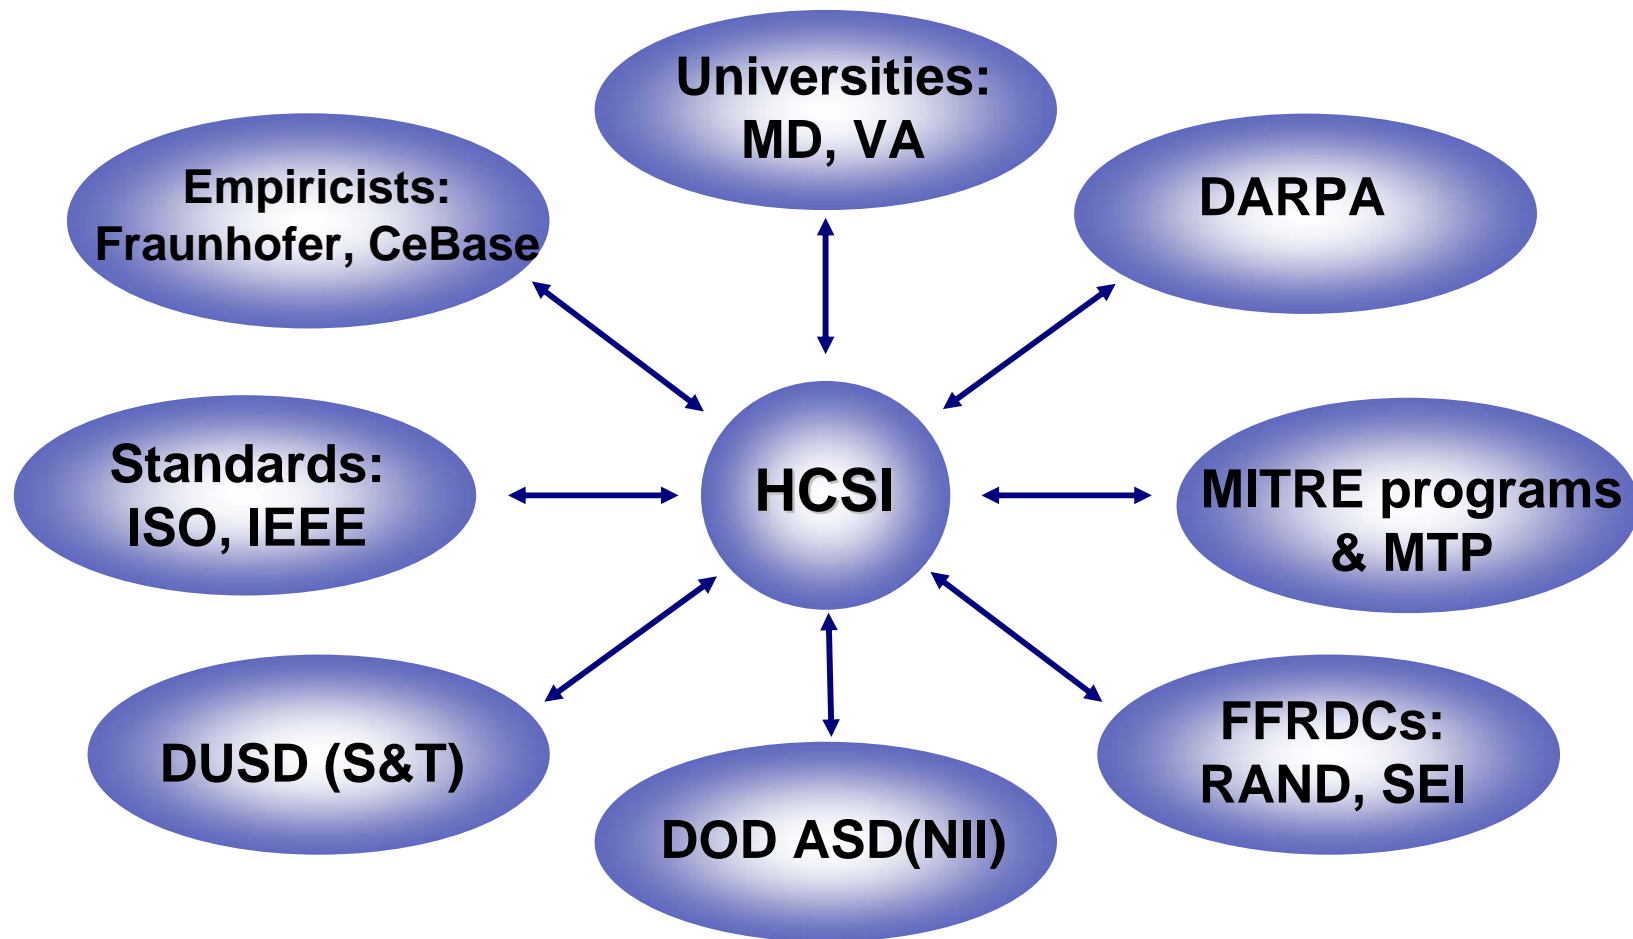 Universities:
MD, VA
Empiricists:
Fraunhofer, CeBase
DARPA
Standards:
ISO, IEEE
HCSI
MITRE programs
& MTP
DUSD (S&T)
DOD ASD(NII)
FFRDCs:
RAND, SEI